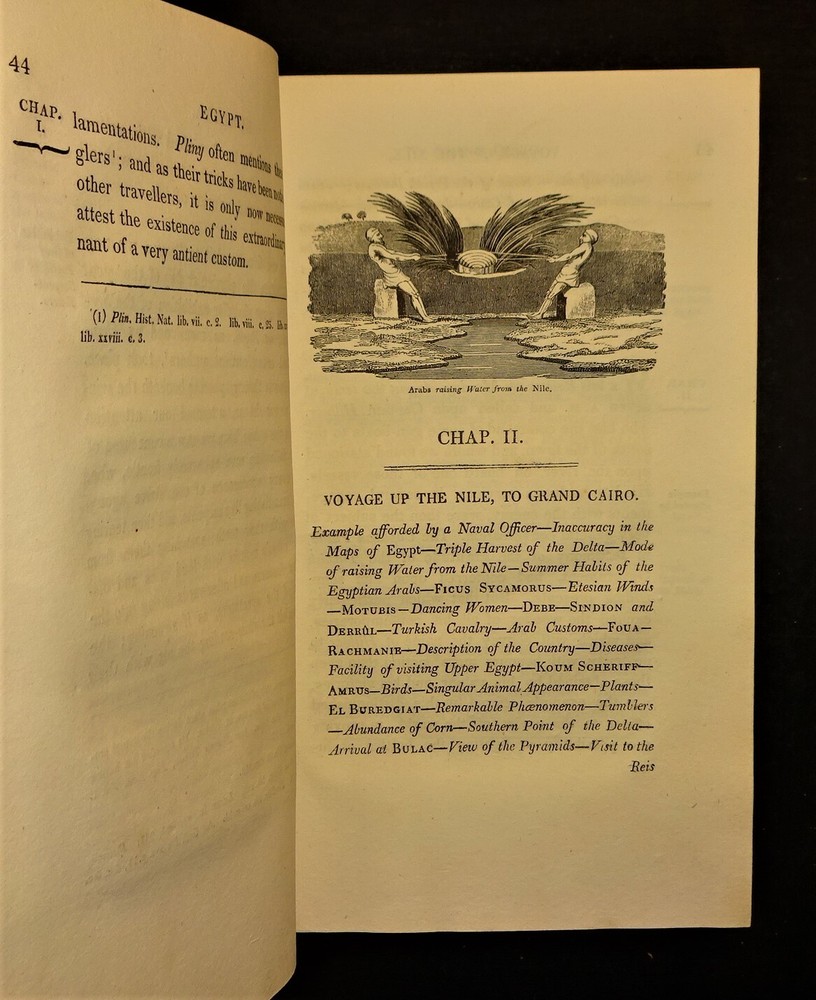 44
EGYPT.
CHAP.
I.
lamentations. Pliny often mentions
glers¹; and as their tricks have been
other travellers, it is only now
attest the existence of this
nant of a very antient custom.
(1) Plin. Hist. Nat. lib. vii. c. 2. lib. viii. c. 25.
lib. xxviii. c. 3.
Arabs raising Water from the Nile.
CHAP. II.
VOYAGE UP THE NILE, TO GRAND CAIRO.
Example afforded by a Naval Officer—Inaccuracy in the
Maps of Egypt—Triple Harvest of the Delta—Mode
of raising Water from the Nile—Summer Habits of the
Egyptian Arabs—FICUS SYCAMORUS—Etesian Winds
—MOTUBIS—Dancing Women—DEBE—SINDION and
DERRÛL—Turkish Cavalry—Arab Customs—FOUA—
RACHMANIE—Description of the Country—Diseases—
Facility of visiting Upper Egypt—KOUM SCHERIFF—
AMRUS—Birds—Singular Animal Appearance—Plants—
EL BUREDGIAT—Remarkable Phænomenon—Tumblers
—Abundance of Corn—Southern Point of the Delta—
Arrival at BULAC—View of the Pyramids—Visit to the
Reis